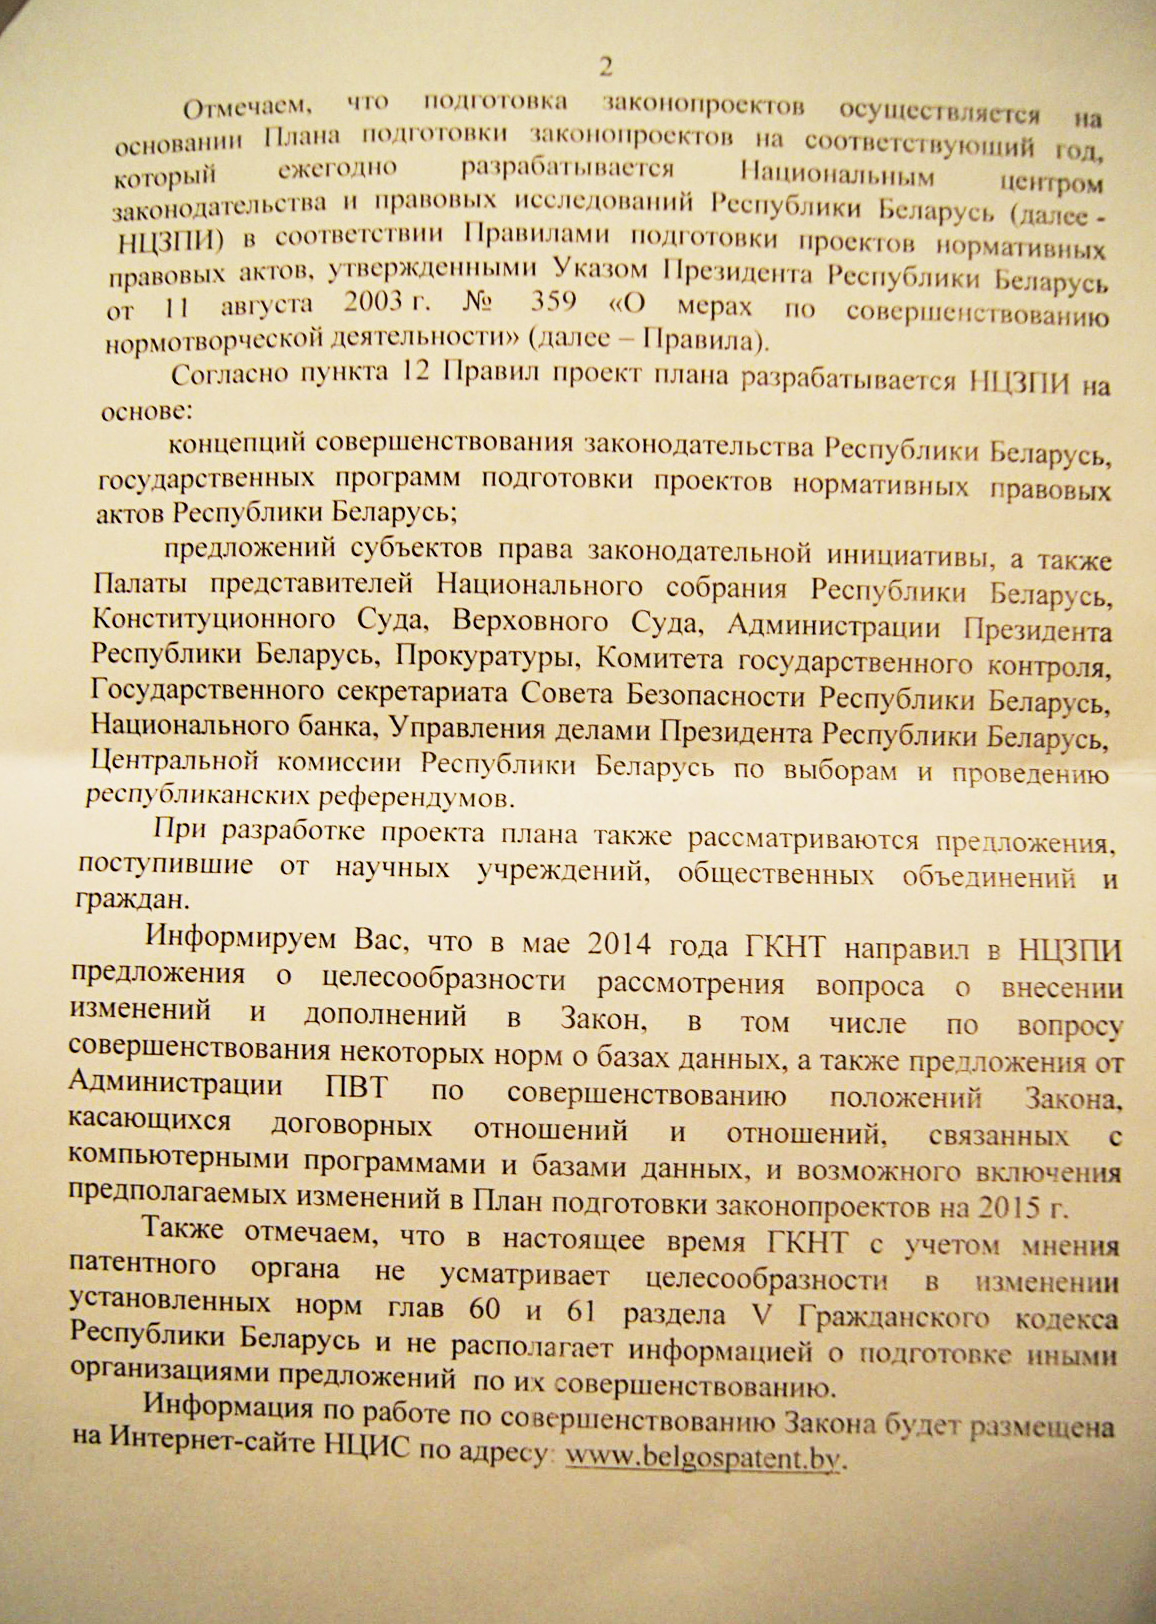 2
Отмечаем, что подготовка законопроектов осуществляется на
основании Плана подготовки законопроектов на соответствующий год,
который ежегодно разрабатывается Национальным центром
законодательства и правовых исследований Республики Беларусь (далее -
НЦЗПИ) в соответствии Правилами подготовки проектов нормативных
правовых актов, утвержденными Указом Президента Республики Беларусь
от 11 августа 2003 г. № 359 «О мерах по совершенствованию
нормотворческой деятельности» (далее – Правила).
Согласно пункта 12 Правил проект плана разрабатывается НЦЗПИ на
основе:
концепций совершенствования законодательства Республики Беларусь,
государственных программ подготовки проектов нормативных правовых
актов Республики Беларусь;
предложений субъектов права законодательной инициативы, а также
Палаты представителей Национального собрания Республики Беларусь,
Конституционного Суда, Верховного Суда, Администрации Президента
Республики Беларусь, Прокуратуры, Комитета государственного контроля,
Государственного секретариата Совета Безопасности Республики Беларусь,
Национального банка, Управления делами Президента Республики Беларусь,
Центральной комиссии Республики Беларусь по выборам и проведению
республиканских референдумов.
При разработке проекта плана также рассматриваются предложения,
поступившие от научных учреждений, общественных объединений и
граждан.
Информируем Вас, что в мае 2014 года ГКНТ направил в НЦЗПИ
предложения о целесообразности рассмотрения вопроса о внесении
изменений и дополнений в Закон, в том числе по вопросу
совершенствования некоторых норм о базах данных, а также предложения от
Администрации ПВТ по совершенствованию положений Закона,
касающихся договорных отношений и отношений, связанных с
компьютерными программами и базами данных, и возможного включения
предполагаемых изменений в План подготовки законопроектов на 2015 г.
Также отмечаем, что в настоящее время ГКНТ с учетом мнения
патентного органа не усматривает целесообразности в изменении
установленных норм глав 60 и 61 раздела V Гражданского кодекса
Республики Беларусь и не располагает информацией о подготовке иными
организациями предложений по их совершенствованию.
Информация по работе по совершенствованию Закона будет размещена
на Интернет-сайте НЦИС по адресу: www.belgospatent.by.